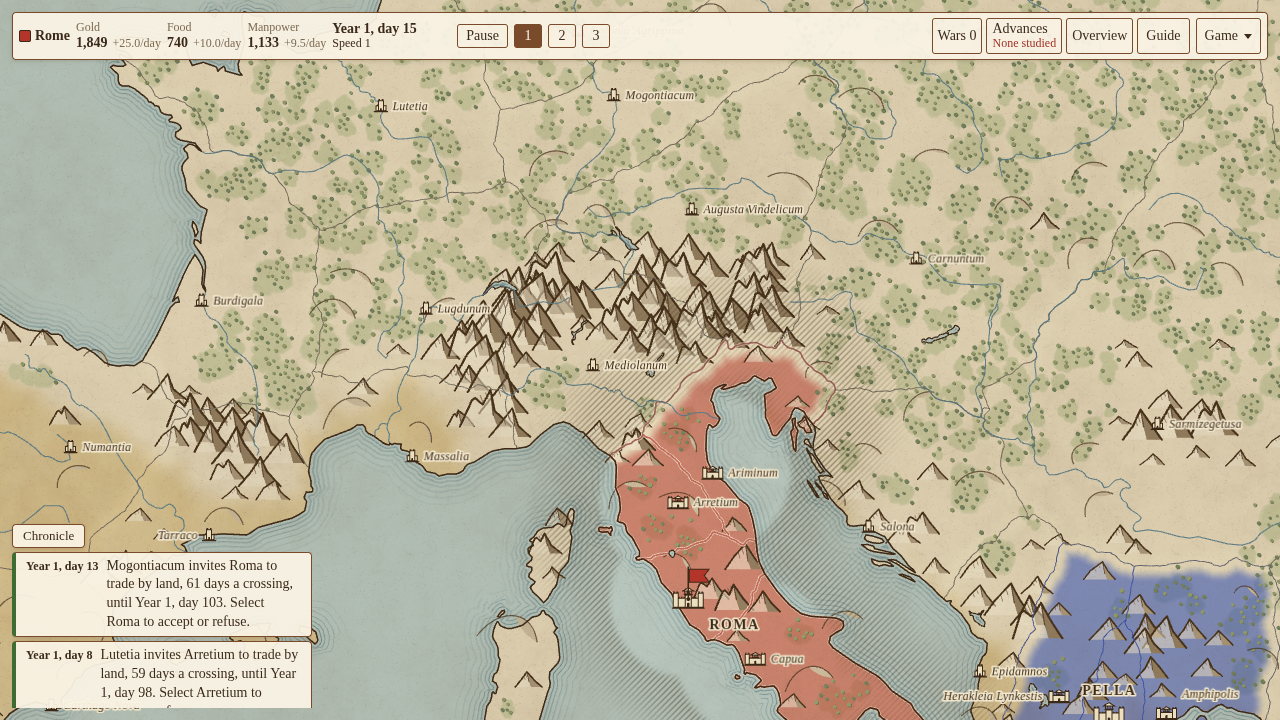 Rome
Gold
1,849 +25.0/day
Food
740 +10.0/day
Manpower
1,133 +9.5/day
Year 1, day 15
Speed 1
Pause
1
2
3
Wars 0
Advances
None studied
Overview
Guide
Game
Lutetia
Mogontiacum
Augusta Vindelicum
Carnuntum
Burdigala
Lugdunum
Mediolanum
Numantia
Massalia
Sarmizegetusa
Ariminum
Arretium
Salona
Tarraco
ROMA
Capua
Epidamnos
Herakleia Lynkestis
PELLA
Amphipolis
Chronicle
Year 1, day 13 Mogontiacum invites Roma to
trade by land, 61 days a crossing,
until Year 1, day 103. Select
Roma to accept or refuse.
Year 1, day 8 Lutetia invites Arretium to trade by
land, 59 days a crossing, until Year
1, day 98. Select Arretium to